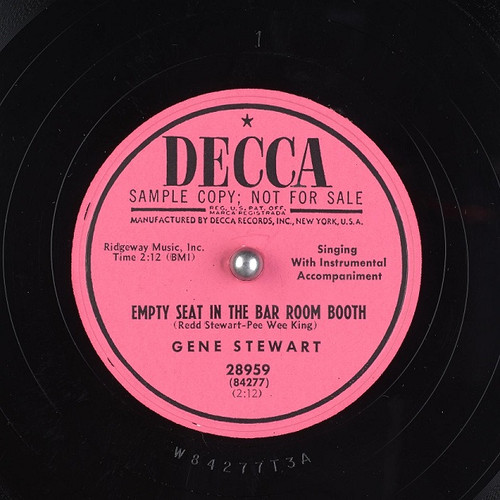 1
DECCA
SAMPLE COPY; NOT FOR SALE
REG. U.S. PAT. OFF.
MARCA REGISTRADA
MANUFACTURED BY DECCA RECORDS, INC., NEW YORK, U.S.A.
Ridgeway Music, Inc.
Time 2:12 (BMI)
Singing
With Instrumental
Accompaniment
EMPTY SEAT IN THE BAR ROOM BOOTH
(Redd Stewart-Pee Wee King)
GENE STEWART
28959
(84277)
(2:12)
W84277T3A